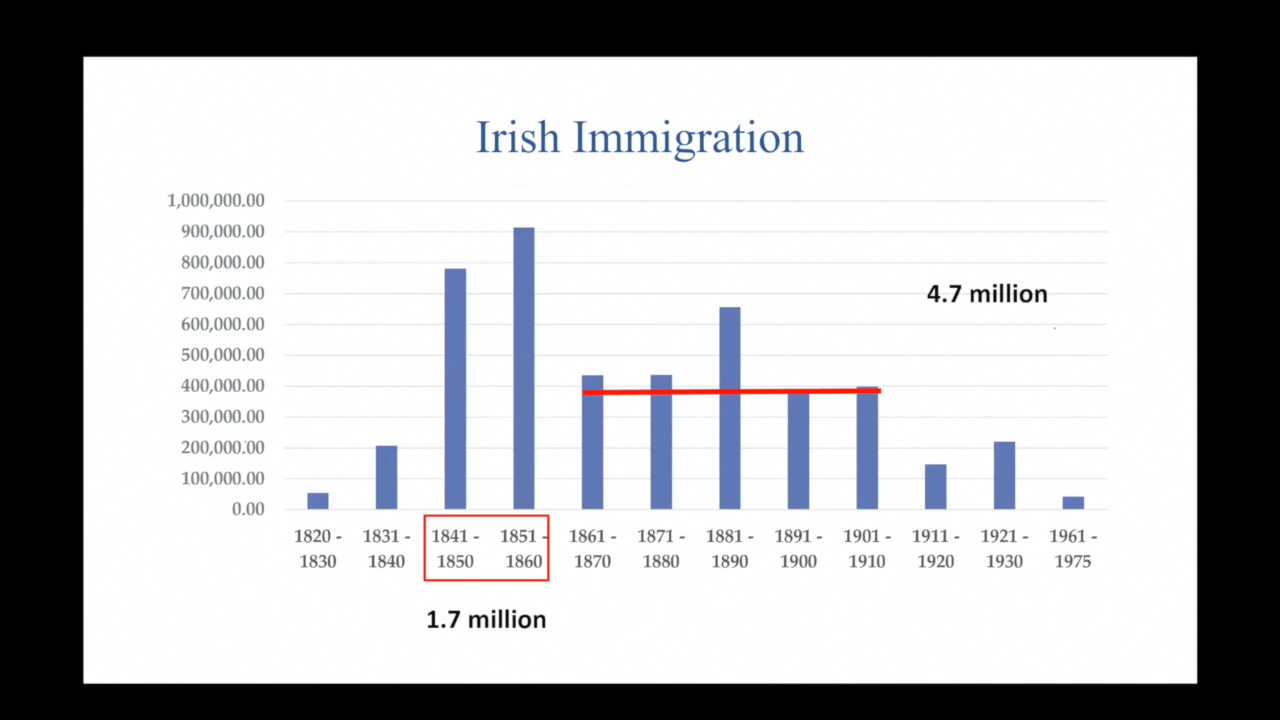 Irish Immigration
1,000,000.00
900,000.00
800,000.00
700,000.00
4.7 million
600,000.00
500,000.00
400,000.00
300,000.00
200,000.00
100,000.00
0.00
1820 - 1831 - 1841 - 1851 - 1861 - 1871 - 1881 - 1891 - 1901 - 1911 - 1921 - 1961 -
1830 1840 1850 1860 1870 1880 1890 1900 1910 1920 1930 1975
1.7 million